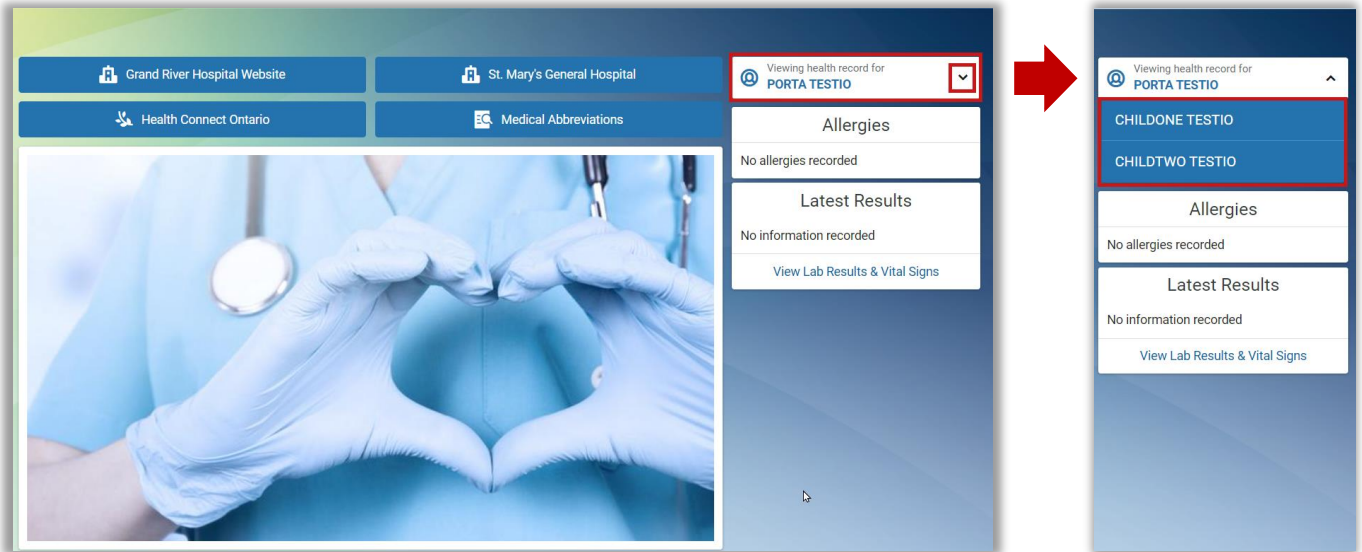 Grand River Hospital Website
St. Mary's General Hospital
Health Connect Ontario
Medical Abbreviations
Viewing health record for
PORTA TESTIO
Allergies
No allergies recorded
Latest Results
No information recorded
View Lab Results & Vital Signs
Viewing health record for
PORTA TESTIO
CHILDONE TESTIO
CHILDTWO TESTIO
Allergies
No allergies recorded
Latest Results
No information recorded
View Lab Results & Vital Signs